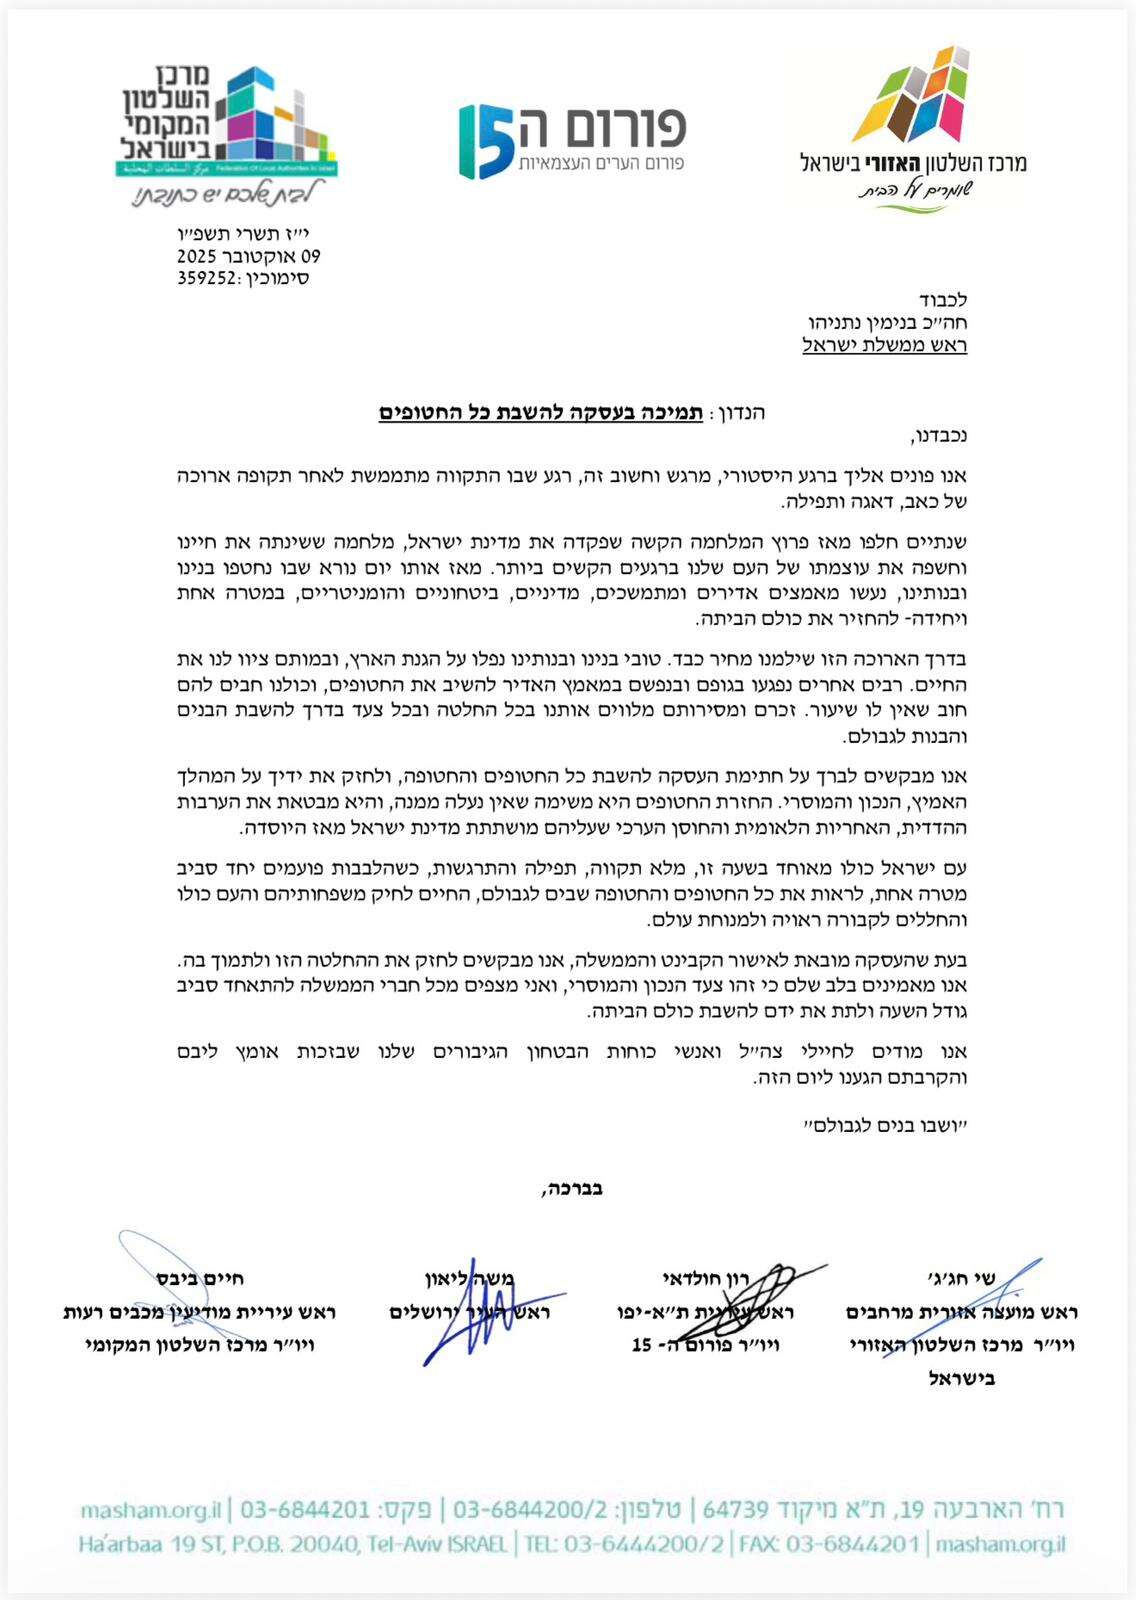 מרכז השלטון האזורי בישראל
שומרים על הבית
פורום ה15
פורום הערים העצמאיות
מרכז
השלטון
המקומי
בישראל
مركز السلطات المحلية Federation Of Local Authorities in Israel
לבית שלכם יש כתובת!
י"ז תשרי תשפ"ו
09 אוקטובר 2025
סימוכין :359252
לכבוד
חה"כ בנימין נתניהו
ראש ממשלת ישראל
הנדון : תמיכה בעסקה להשבת כל החטופים
נכבדנו,
אנו פונים אליך ברגע היסטורי, מרגש וחשוב זה, רגע שבו התקווה מתממשת לאחר תקופה ארוכה
של כאב, דאגה ותפילה.
שנתיים חלפו מאז פרוץ המלחמה הקשה שפקדה את מדינת ישראל, מלחמה ששינתה את חיינו
וחשפה את עוצמתו של העם שלנו ברגעים הקשים ביותר. מאז אותו יום נורא שבו נחטפו בנינו
ובנותינו, נעשו מאמצים אדירים ומתמשכים, מדיניים, ביטחוניים והומניטריים, במטרה אחת
ויחידה- להחזיר את כולם הביתה.
בדרך הארוכה הזו שילמנו מחיר כבד. טובי בנינו ובנותינו נפלו על הגנת הארץ, ובמותם ציוו לנו את
החיים. רבים אחרים נפגעו בגופם ובנפשם במאמץ האדיר להשיב את החטופים, וכולנו חבים להם
חוב שאין לו שיעור. זכרם ומסירותם מלווים אותנו בכל החלטה ובכל צעד בדרך להשבת הבנים
והבנות לגבולם.
אנו מבקשים לברך על חתימת העסקה להשבת כל החטופים והחטופה, ולחזק את ידיך על המהלך
האמיץ, הנכון והמוסרי. החזרת החטופים היא משימה שאין נעלה ממנה, והיא מבטאת את הערבות
ההדדית, האחריות הלאומית והחוסן הערכי שעליהם מושתתת מדינת ישראל מאז היוסדה.
עם ישראל כולו מאוחד בשעה זו, מלא תקווה, תפילה והתרגשות, כשהלבבות פועמים יחד סביב
מטרה אחת, לראות את כל החטופים והחטופה שבים לגבולם, החיים לחיק משפחותיהם והעם כולו
והחללים לקבורה ראויה ולמנוחת עולם.
בעת שהעסקה מובאת לאישור הקבינט והממשלה, אנו מבקשים לחזק את ההחלטה הזו ולתמוך בה.
אנו מאמינים בלב שלם כי זהו צעד הנכון והמוסרי, ואני מצפים מכל חברי הממשלה להתאחד סביב
גודל השעה ולתת את ידם להשבת כולם הביתה.
אנו מודים לחיילי צה"ל ואנשי כוחות הבטחון הגיבורים שלנו שבזכות אומץ ליבם
והקרבתם הגענו ליום הזה.
"ושבו בנים לגבולם"
בברכה,
שי חג'ג'
ראש מועצה אזורית מרחבים
ויו"ר מרכז השלטון האזורי
בישראל
רון חולדאי
ראש עיריית ת"א-יפו
ויו"ר פורום ה- 15
משה ליאון
ראש העיר ירושלים
חיים ביבס
ראש עיריית מודיעין מכבים רעות
ויו"ר מרכז השלטון המקומי
רח' הארבעה 19, ת"א מיקוד 64739 | טלפון: 03-6844200/2 | פקס: 03-6844201 | masham.org.il
Ha'arbaa 19 ST, P.O.B. 20040, Tel-Aviv ISRAEL | TEL: 03-6444200/2 | FAX: 03-6844201 | masham.org.il